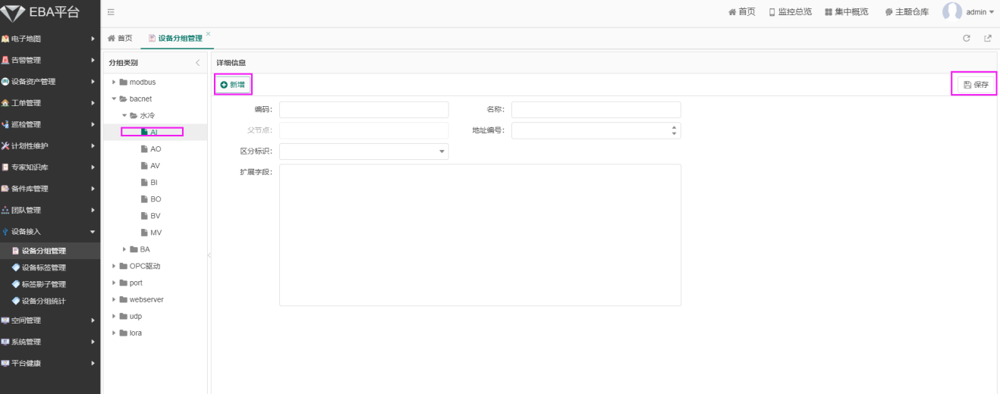 EBA平台
首页 监控总览 集中概览 主题仓库 admin
首页 设备分组管理
电子地图
告警管理
设备资产管理
工单管理
巡检管理
计划性维护
专家知识库
备件库管理
团队管理
设备接入
设备分组管理
设备标签管理
标签影子管理
设备分组统计
空间管理
系统管理
平台健康
分组类别
modbus
bacnet
水冷
AI
AO
AV
BI
BO
BV
MV
BA
OPC驱动
port
webserver
udp
lora
详细信息
新增 保存
编码: 名称:
父节点: 地址编号:
区分标识:
扩展字段: